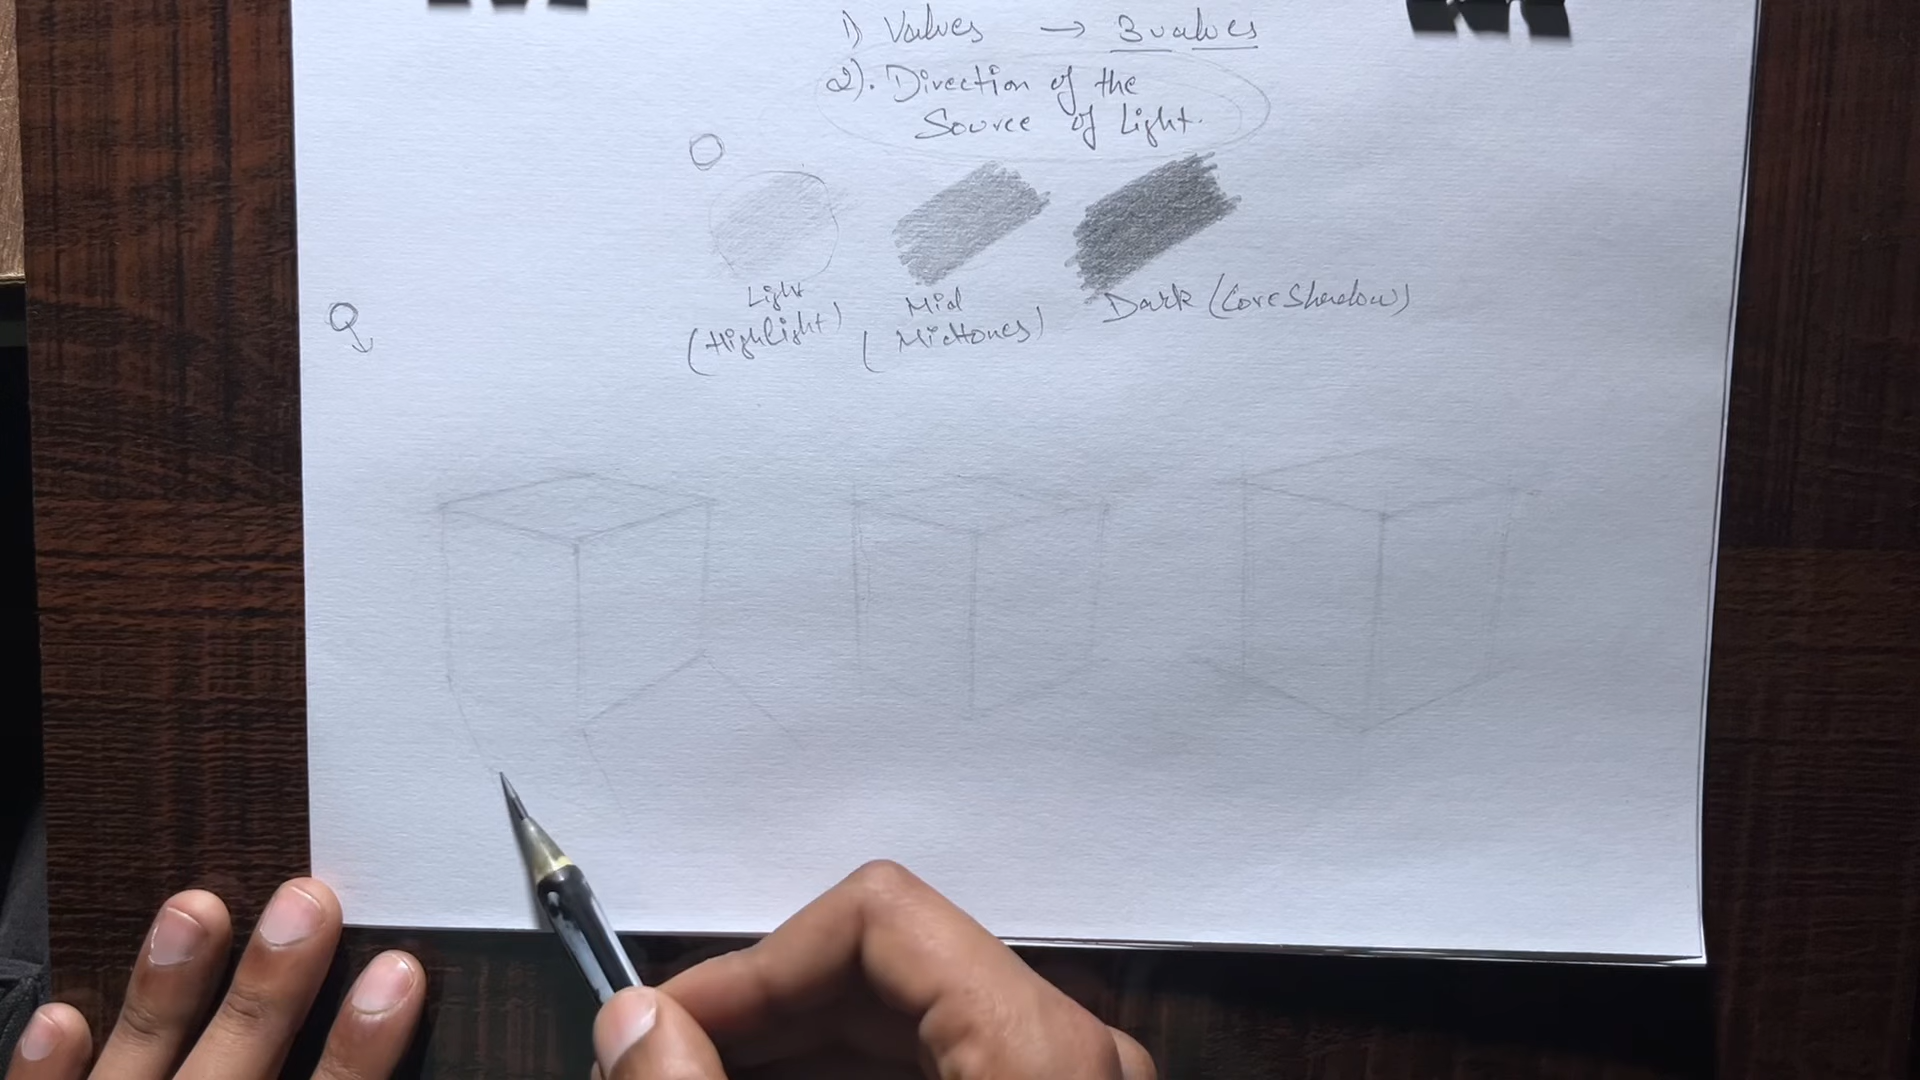 1) Values → 3 values
2). Direction of the
Source of Light.
Light
(Highlight)
Mid
(Midtones)
Dark (Core Shadow)